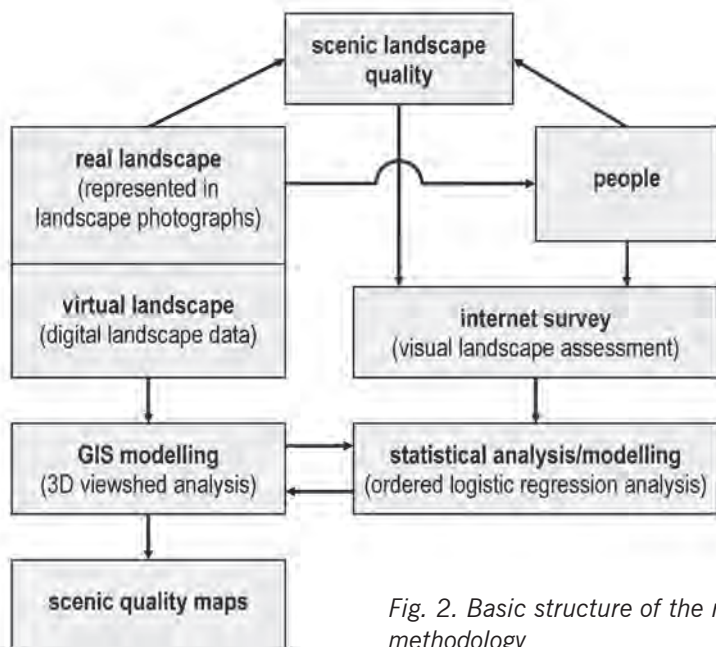 scenic landscape
quality
real landscape
(represented in
landscape photographs)
people
virtual landscape
(digital landscape data)
internet survey
(visual landscape assessment)
GIS modelling
(3D viewshed analysis)
statistical analysis/modelling
(ordered logistic regression analysis)
scenic quality maps
Fig. 2. Basic structure of the
methodology